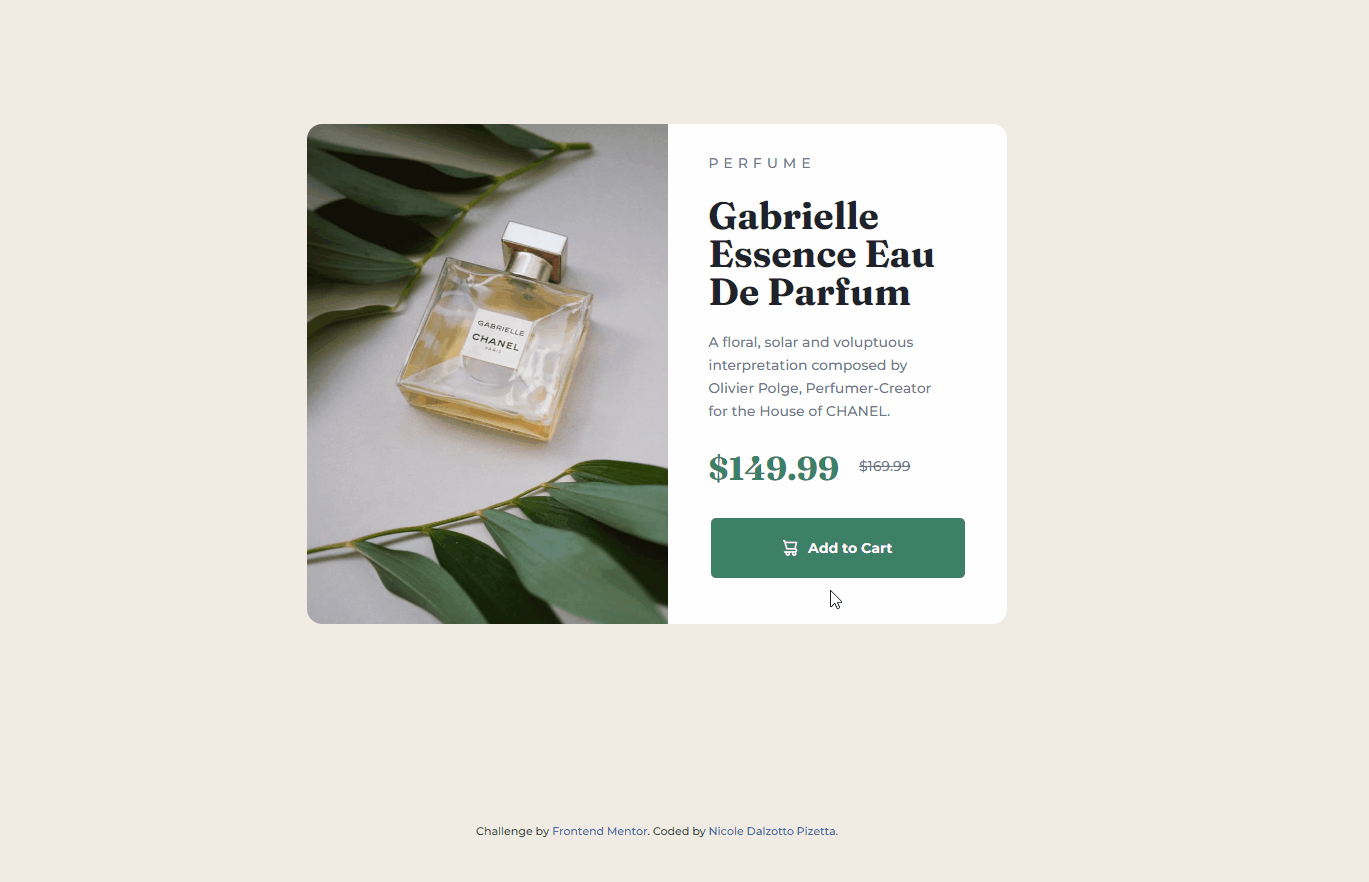 GABRIELLE
CHANEL
PARIS
PERFUME
Gabrielle
Essence Eau
De Parfum
A floral, solar and voluptuous
interpretation composed by
Olivier Polge, Perfumer-Creator
for the House of CHANEL.
$149.99 $169.99
Add to Cart
Challenge by Frontend Mentor. Coded by Nicole Dalzotto Pizetta.